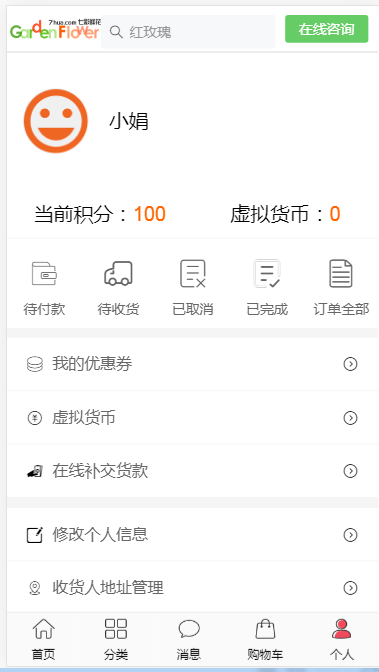 7hua.com 七彩鲜花
Garden Flower
红玫瑰
在线咨询
小娟
当前积分：100
虚拟货币：0
待付款
待收货
已取消
已完成
订单全部
我的优惠券
虚拟货币
在线补交货款
修改个人信息
收货人地址管理
首页
分类
消息
购物车
个人